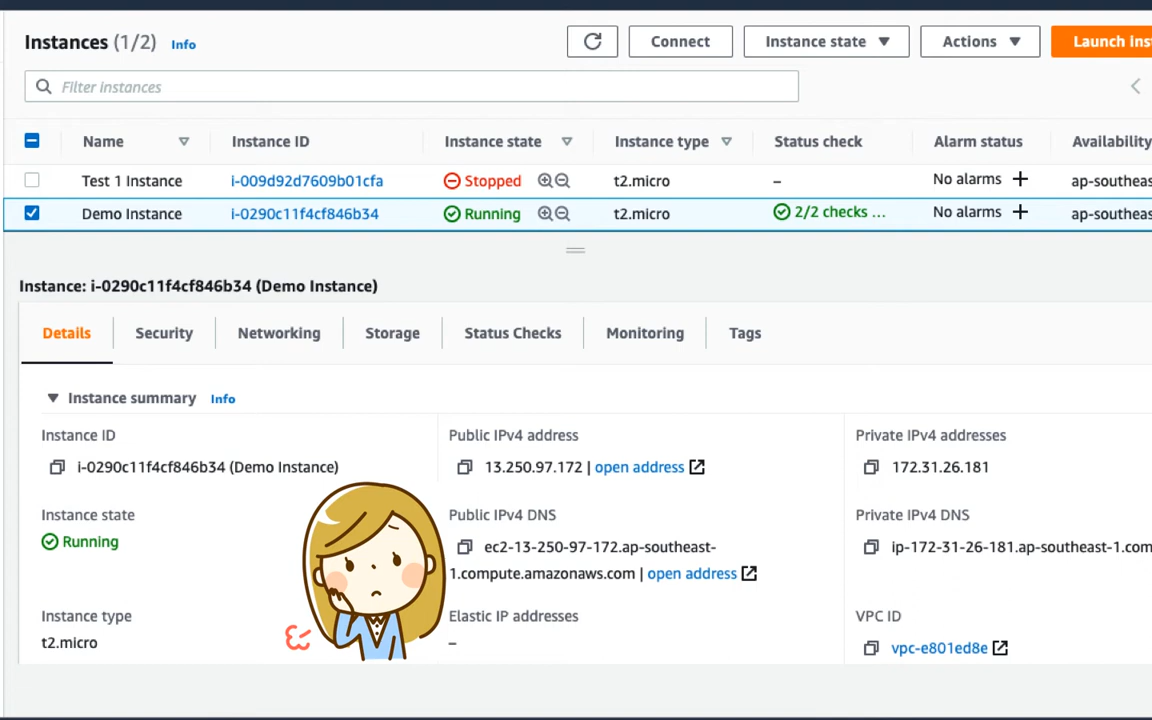 Instances (1/2) Info Connect Instance state Actions Launch Ins
Filter instances
Name Instance ID Instance state Instance type Status check Alarm status Availability
Test 1 Instance i-009d92d7609b01cfa Stopped t2.micro – No alarms + ap-southeas
Demo Instance i-0290c11f4cf846b34 Running t2.micro 2/2 checks ... No alarms + ap-southeas
Instance: i-0290c11f4cf846b34 (Demo Instance)
Details Security Networking Storage Status Checks Monitoring Tags
Instance summary Info
Instance ID Public IPv4 address Private IPv4 addresses
i-0290c11f4cf846b34 (Demo Instance) 13.250.97.172 | open address 172.31.26.181
Instance state Public IPv4 DNS Private IPv4 DNS
Running ec2-13-250-97-172.ap-southeast- ip-172-31-26-181.ap-southeast-1.com
1.compute.amazonaws.com | open address
Instance type Elastic IP addresses VPC ID
t2.micro – vpc-e801ed8e